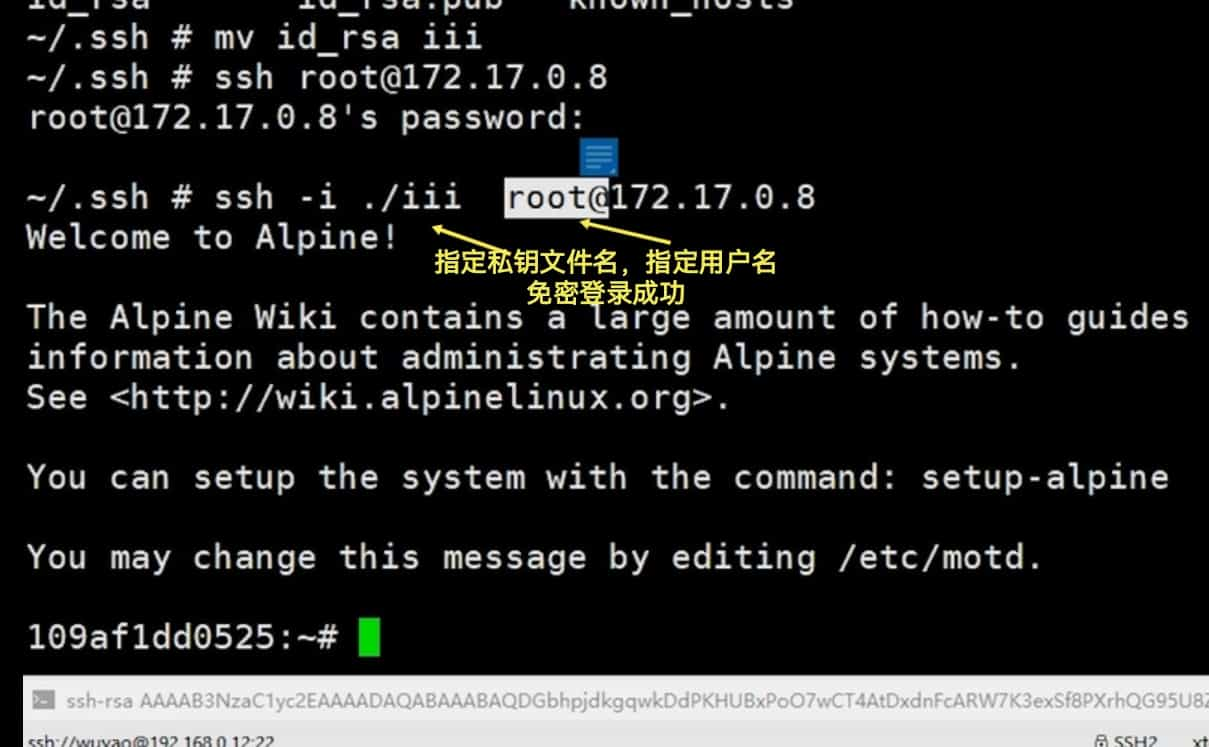 id_rsa id_rsa.pub known_hosts
~/.ssh # mv id_rsa iii
~/.ssh # ssh root@172.17.0.8
root@172.17.0.8's password:
~/.ssh # ssh -i ./iii root@172.17.0.8
Welcome to Alpine!
指定私钥文件名，指定用户名
免密登录成功
The Alpine Wiki contains a large amount of how-to guides
information about administrating Alpine systems.
See <http://wiki.alpinelinux.org>.
You can setup the system with the command: setup-alpine
You may change this message by editing /etc/motd.
109af1dd0525:~#
ssh-rsa AAAAB3NzaC1yc2EAAAADAQABAAABAQDGbhpjdkgqwkDdPKHUBxPoO7wCT4AtDxdnFcARW7K3exSf8PXrhQG95U8Z
ssh://wuyao@192.168.0.12:22 SSH2 xt